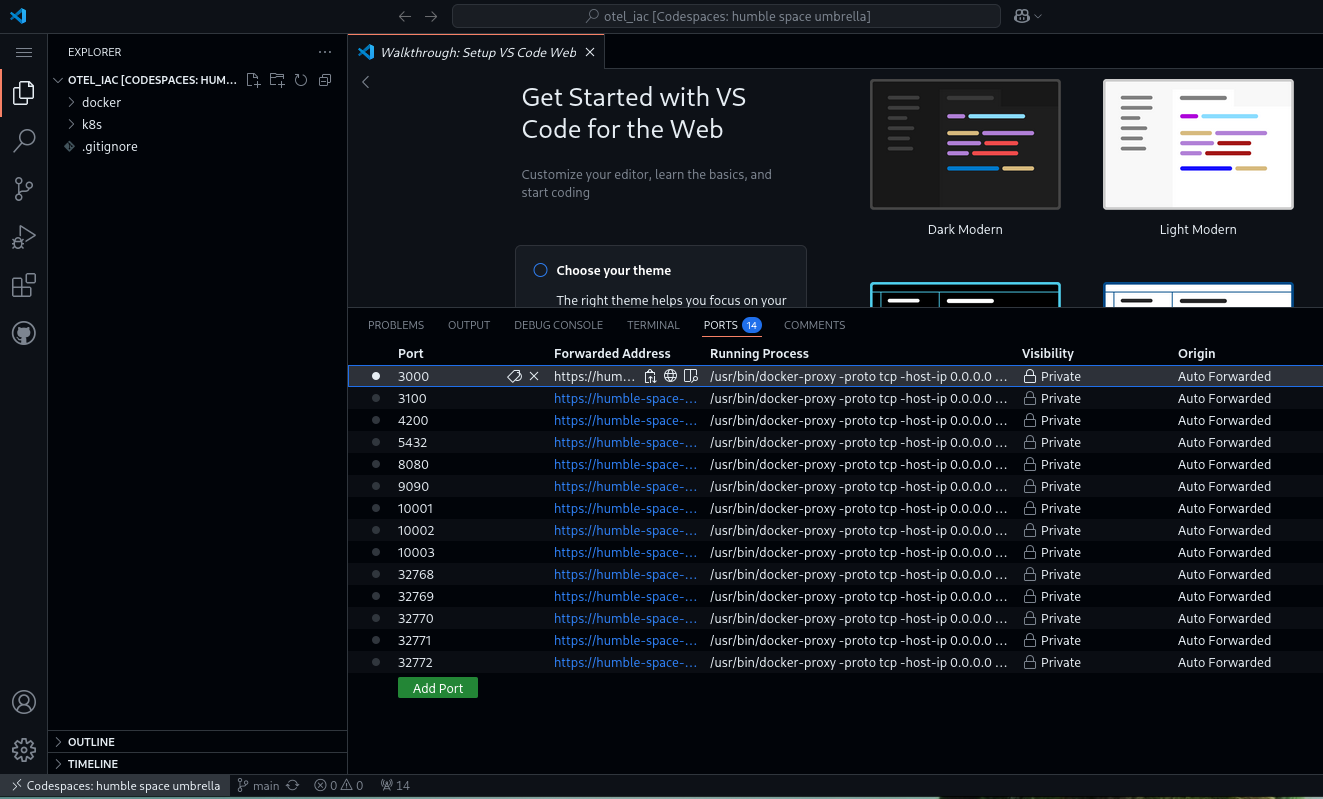 otel_iac [Codespaces: humble space umbrella]
EXPLORER
OTEL_IAC [CODESPACES: HUM...
docker
k8s
.gitignore
OUTLINE
TIMELINE
Walkthrough: Setup VS Code Web
Get Started with VS
Code for the Web
Customize your editor, learn the basics, and
start coding
Choose your theme
The right theme helps you focus on your
Dark Modern
Light Modern
PROBLEMS OUTPUT DEBUG CONSOLE TERMINAL PORTS 14 COMMENTS
Port Forwarded Address Running Process Visibility Origin
3000 https://hum... /usr/bin/docker-proxy -proto tcp -host-ip 0.0.0.0 ... Private Auto Forwarded
3100 https://humble-space-... /usr/bin/docker-proxy -proto tcp -host-ip 0.0.0.0 ... Private Auto Forwarded
4200 https://humble-space-... /usr/bin/docker-proxy -proto tcp -host-ip 0.0.0.0 ... Private Auto Forwarded
5432 https://humble-space-... /usr/bin/docker-proxy -proto tcp -host-ip 0.0.0.0 ... Private Auto Forwarded
8080 https://humble-space-... /usr/bin/docker-proxy -proto tcp -host-ip 0.0.0.0 ... Private Auto Forwarded
9090 https://humble-space-... /usr/bin/docker-proxy -proto tcp -host-ip 0.0.0.0 ... Private Auto Forwarded
10001 https://humble-space-... /usr/bin/docker-proxy -proto tcp -host-ip 0.0.0.0 ... Private Auto Forwarded
10002 https://humble-space-... /usr/bin/docker-proxy -proto tcp -host-ip 0.0.0.0 ... Private Auto Forwarded
10003 https://humble-space-... /usr/bin/docker-proxy -proto tcp -host-ip 0.0.0.0 ... Private Auto Forwarded
32768 https://humble-space-... /usr/bin/docker-proxy -proto tcp -host-ip 0.0.0.0 ... Private Auto Forwarded
32769 https://humble-space-... /usr/bin/docker-proxy -proto tcp -host-ip 0.0.0.0 ... Private Auto Forwarded
32770 https://humble-space-... /usr/bin/docker-proxy -proto tcp -host-ip 0.0.0.0 ... Private Auto Forwarded
32771 https://humble-space-... /usr/bin/docker-proxy -proto tcp -host-ip 0.0.0.0 ... Private Auto Forwarded
32772 https://humble-space-... /usr/bin/docker-proxy -proto tcp -host-ip 0.0.0.0 ... Private Auto Forwarded
Add Port
Codespaces: humble space umbrella main 0 0 14